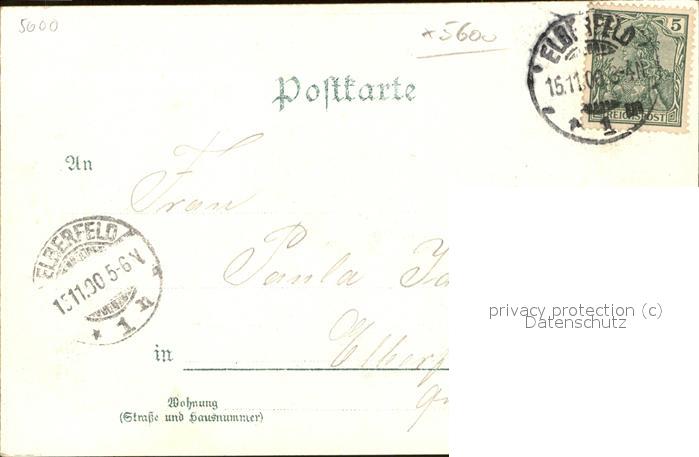 5600
×5600
5
REICHSPOST
ELBERFELD
15.11.00
1
Postkarte
An
Frau
Paula
ELBERFELD
15.11.00 5-6 V
1
privacy protection (c)
Datenschutz
in
Wohnung
(Straße und Hausnummer)